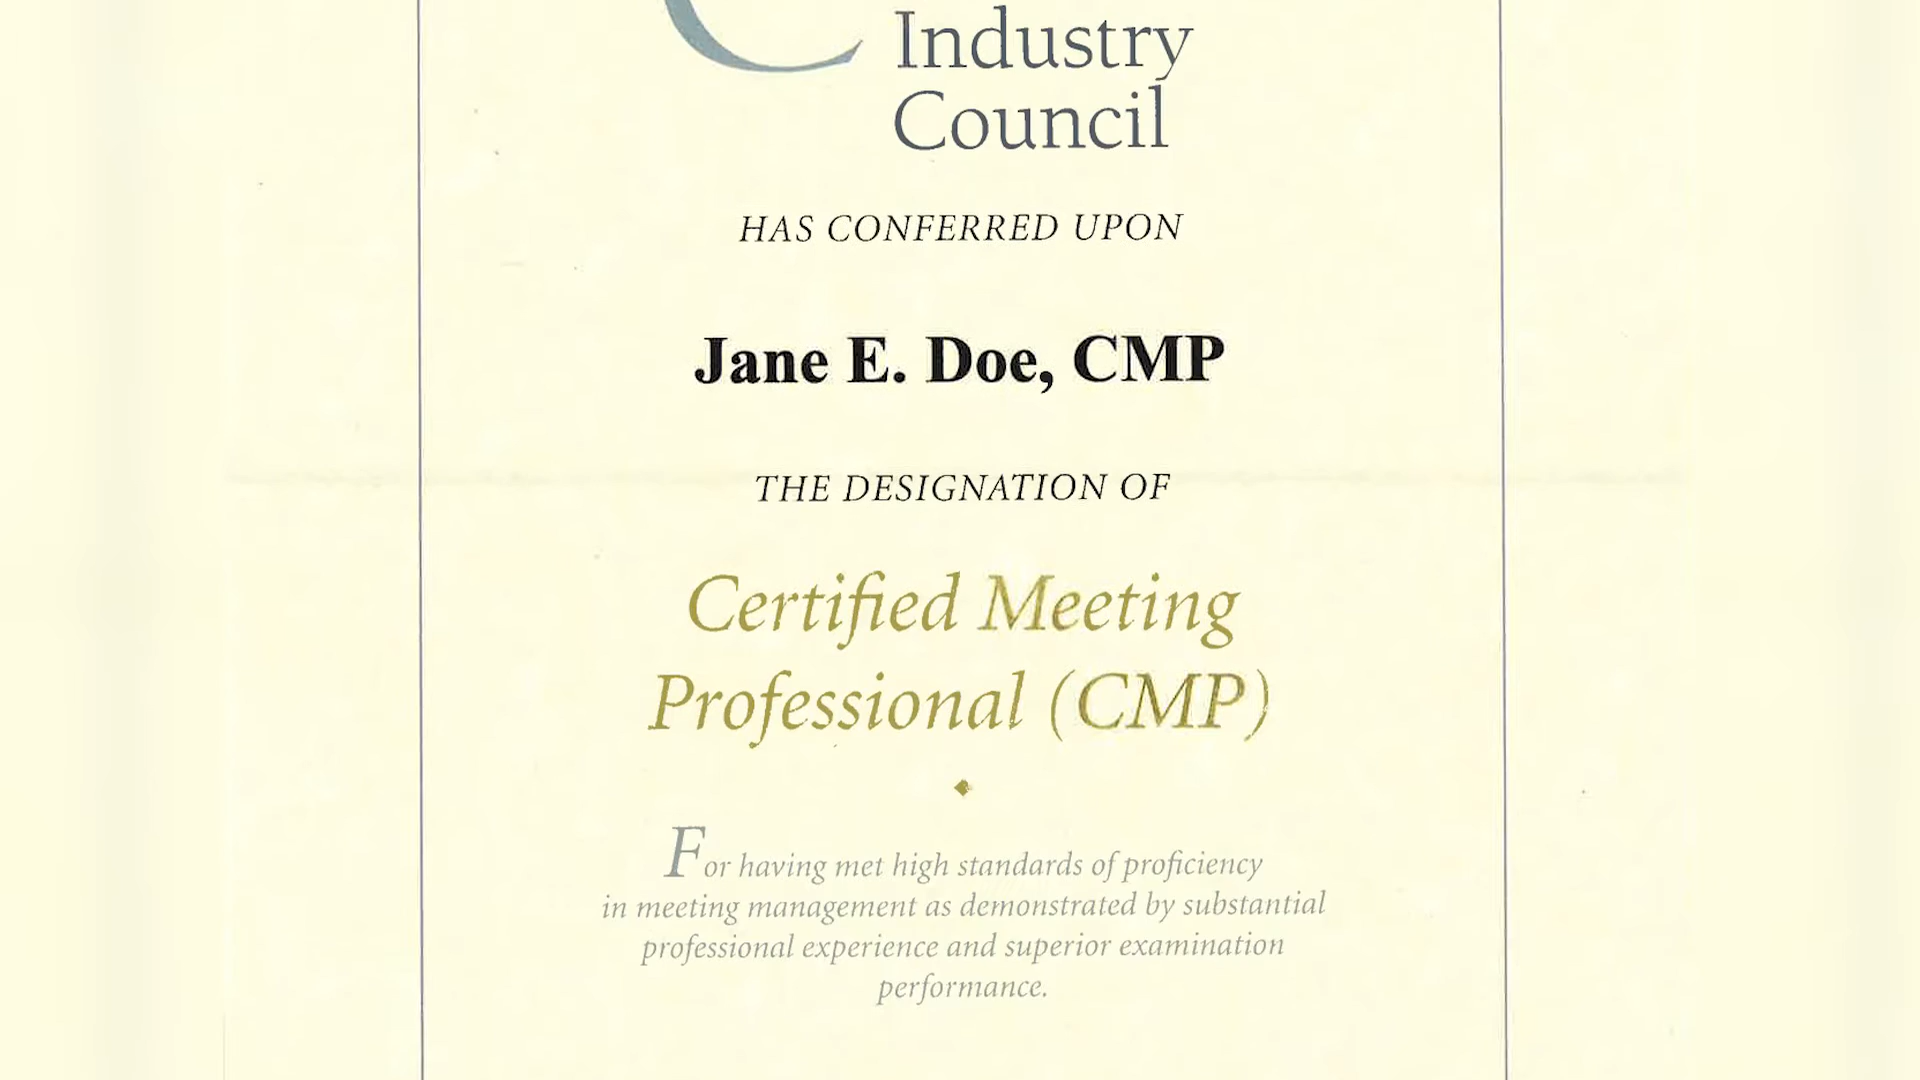 Industry
Council
HAS CONFERRED UPON
Jane E. Doe, CMP
THE DESIGNATION OF
Certified Meeting
Professional (CMP)
For having met high standards of proficiency
in meeting management as demonstrated by substantial
professional experience and superior examination
performance.